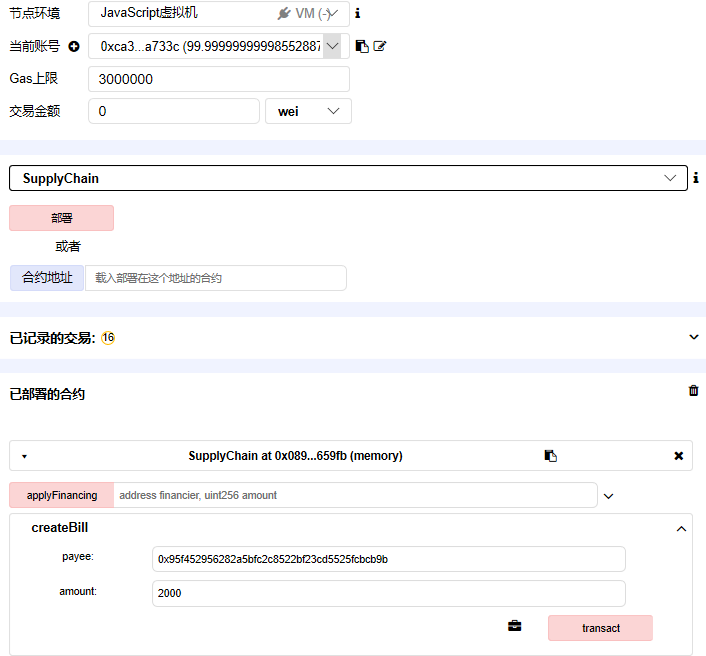 节点环境 JavaScript虚拟机 VM (-)
当前账号 0xca3...a733c (99.99999999998552887
Gas上限 3000000
交易金额 0 wei
SupplyChain
部署
或者
合约地址 载入部署在这个地址的合约
已记录的交易: 16
已部署的合约
SupplyChain at 0x089...659fb (memory)
applyFinancing address financier, uint256 amount
createBill
payee: 0x95f452956282a5bfc2c8522bf23cd5525fcbcb9b
amount: 2000
transact